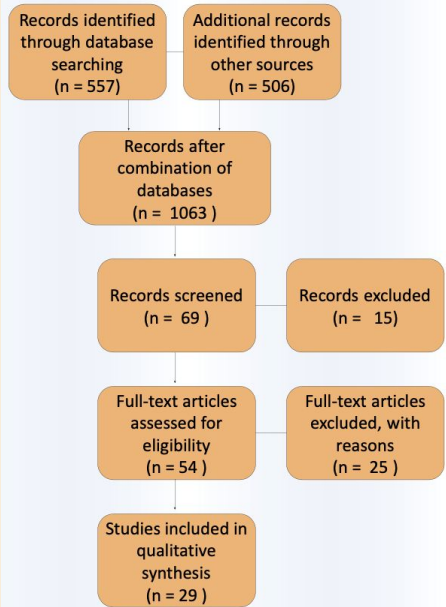 Records identified
through database
searching
(n = 557)
Additional records
identified through
other sources
(n = 506)
Records after
combination of
databases
(n = 1063 )
Records screened
(n = 69 )
Records excluded
(n = 15)
Full-text articles
assessed for
eligibility
(n = 54 )
Full-text articles
excluded, with
reasons
(n = 25 )
Studies included in
qualitative
synthesis
(n = 29 )